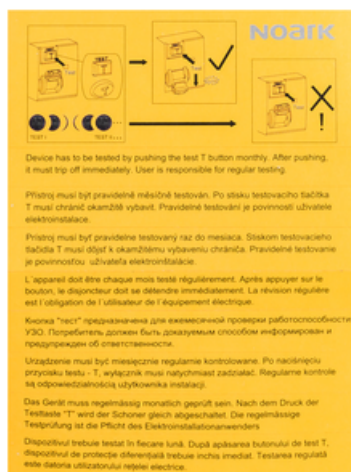 NOARK
TEST
T
Test
TEST 1
TEST 2....
Device has to be tested by pushing the test T button monthly. After pushing,
it must trip off immediately. User is responsible for regular testing.
Přístroj musí být pravidelně měsíčně testován. Po stisku testovacího tlačítka
T musí chránič okamžitě vybavit. Pravidelné testování je povinností uživatele
elektroinstalace.
Prístroj musí byť pravidelne testovaný raz do mesiaca. Stiskom testovacieho
tlačidla T musí dôjsť k okamžitému vybaveniu chrániča. Pravidelné testovanie
je povinnosťou užívateľa elektroinštalácie.
L´appareil doit être chaque mois testé régulièrement. Après appuyer sur le
bouton, le disjoncteur doit se détendre immédiatement. La révision régulière
est l´obligation de l´utilisateur de l´équipement électrique.
Кнопка "тест" предназначена для ежемесячной проверки работоспособности
УЗО. Потребитель должен быть доказуемым способом информирован и
предупрежден об ответственности.
Urządzenie musi być miesięcznie regularnie kontrolowane. Po naciśnięciu
przycisku testu - T, wyłącznik musi natychmiast zadziałać. Regularne kontrole
są odpowiedzialnością użytkownika instalacji.
Das Gerät muss regelmässig monatlich geprüft sein. Nach dem Druck der
Testtaste "T" wird der Schoner gleich abgeschaltet. Die regelmässige
Testprüfung ist die Pflicht des Elektroinstallationanwenders
Dispozitivul trebuie testat în fiecare lună. După apăsarea butonului de test T,
dispozitivul de protecţie diferenţială trebuie inchis imediat. Testarea regulată
este datoria utilizatorului reţelei electrice.